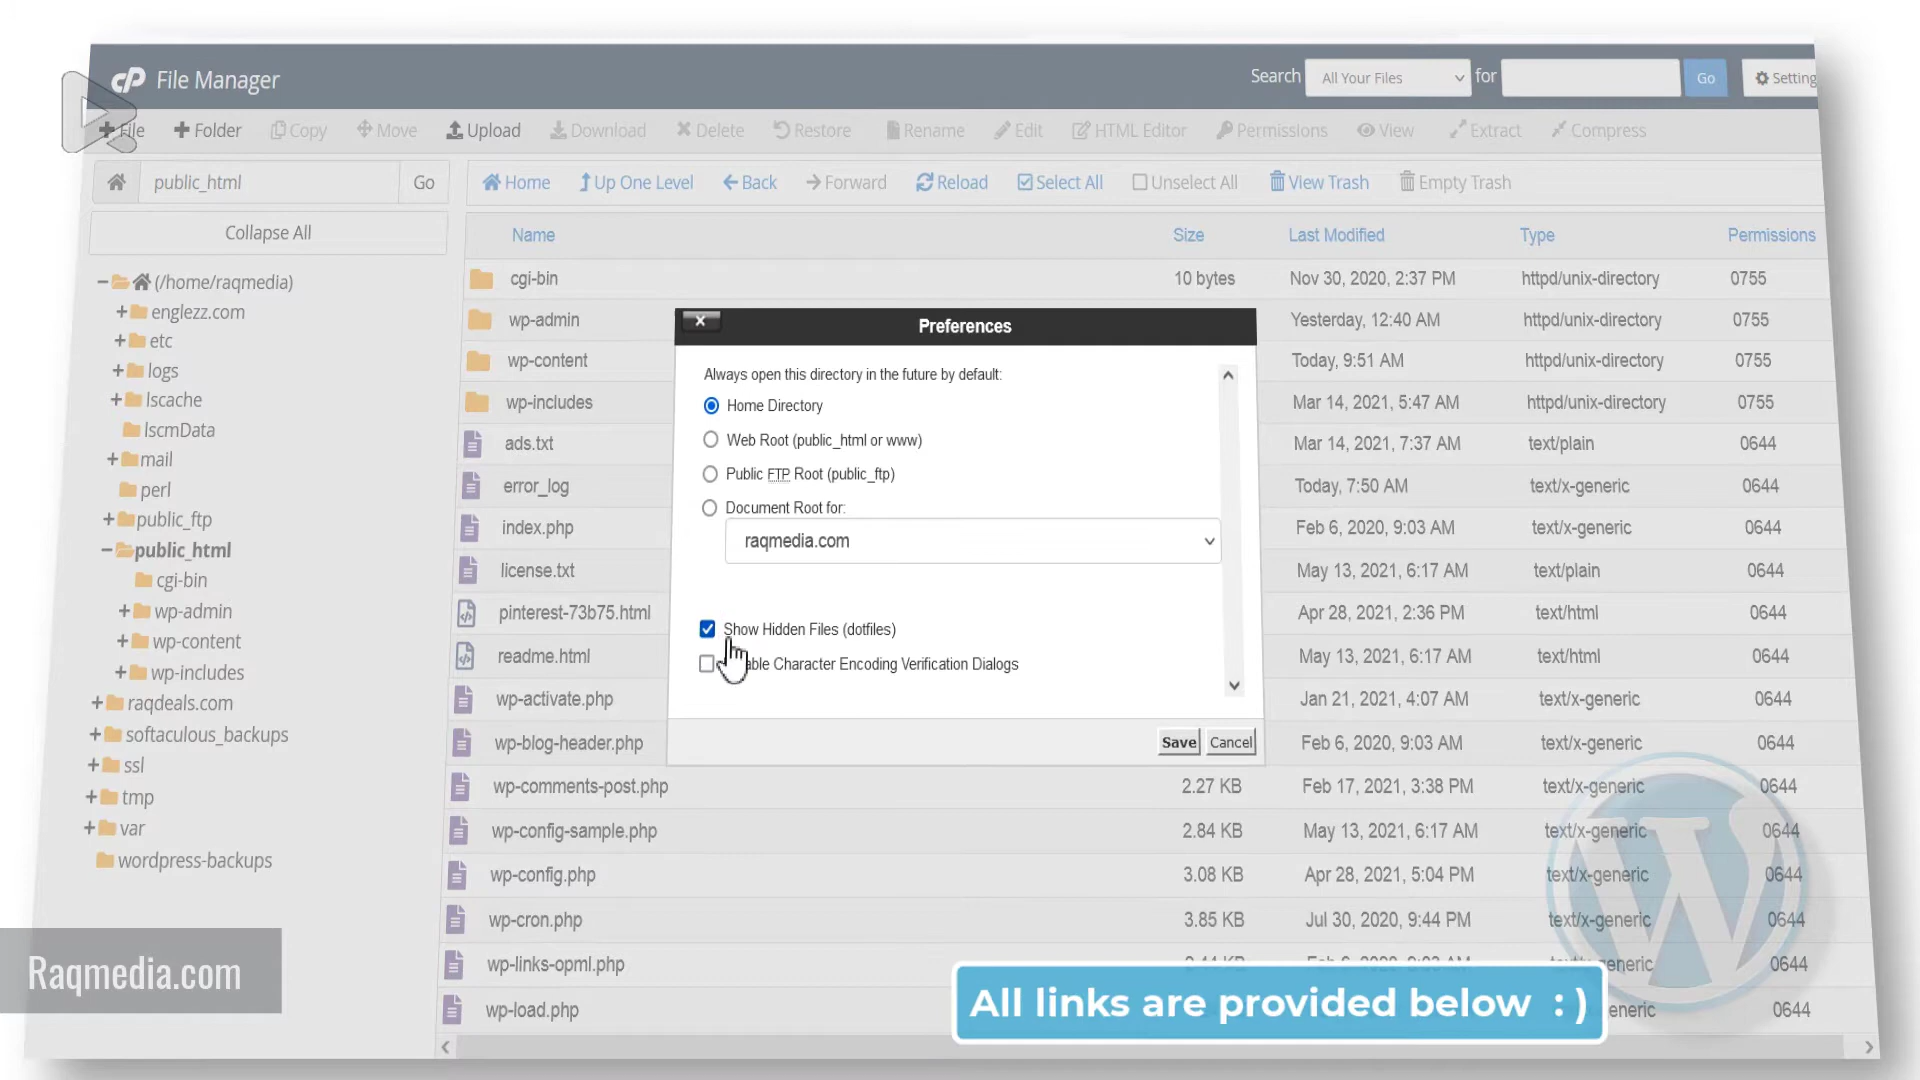 cP File Manager
Search All Your Files for Go Setting
File Folder Copy Move Upload Download Delete Restore Rename Edit HTML Editor Permissions View Extract Compress
public_html Go
Home Up One Level Back Forward Reload Select All Unselect All View Trash Empty Trash
Collapse All
(/home/raqmedia)
englezz.com
etc
logs
lscache
lscmData
mail
perl
public_ftp
public_html
cgi-bin
wp-admin
wp-content
wp-includes
raqdeals.com
softaculous_backups
ssl
tmp
var
wordpress-backups
Name Size Last Modified Type Permissions
cgi-bin 10 bytes Nov 30, 2020, 2:37 PM httpd/unix-directory 0755
wp-admin Yesterday, 12:40 AM httpd/unix-directory 0755
wp-content Today, 9:51 AM httpd/unix-directory 0755
wp-includes Mar 14, 2021, 5:47 AM httpd/unix-directory 0755
ads.txt Mar 14, 2021, 7:37 AM text/plain 0644
error_log Today, 7:50 AM text/x-generic 0644
index.php Feb 6, 2020, 9:03 AM text/x-generic 0644
license.txt May 13, 2021, 6:17 AM text/plain 0644
pinterest-73b75.html Apr 28, 2021, 2:36 PM text/html 0644
readme.html May 13, 2021, 6:17 AM text/html 0644
wp-activate.php Jan 21, 2021, 4:07 AM text/x-generic 0644
wp-blog-header.php Feb 6, 2020, 9:03 AM text/x-generic 0644
wp-comments-post.php 2.27 KB Feb 17, 2021, 3:38 PM text/x-generic 0644
wp-config-sample.php 2.84 KB May 13, 2021, 6:17 AM text/x-generic 0644
wp-config.php 3.08 KB Apr 28, 2021, 5:04 PM text/x-generic 0644
wp-cron.php 3.85 KB Jul 30, 2020, 9:44 PM text/x-generic 0644
wp-links-opml.php 0644
wp-load.php 0644
Preferences
Always open this directory in the future by default:
Home Directory
Web Root (public_html or www)
Public FTP Root (public_ftp)
Document Root for:
raqmedia.com
Show Hidden Files (dotfiles)
Character Encoding Verification Dialogs
Save Cancel
Raqmedia.com
All links are provided below : )